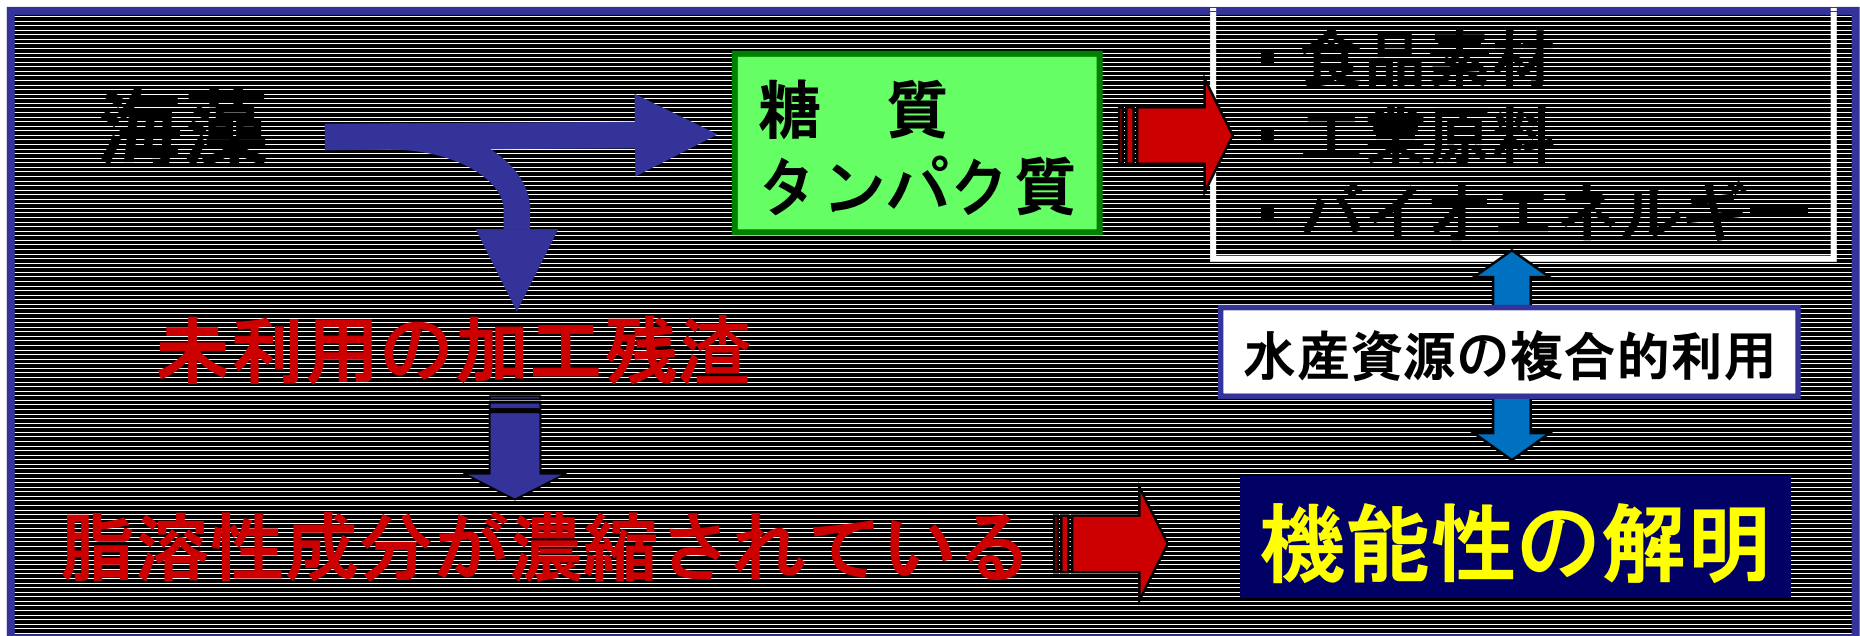 海藻
糖　質
タンパク質
・食品素材
・工業原料
・バイオエネルギー
未利用の加工残渣
水産資源の複合的利用
脂溶性成分が濃縮されている
機能性の解明